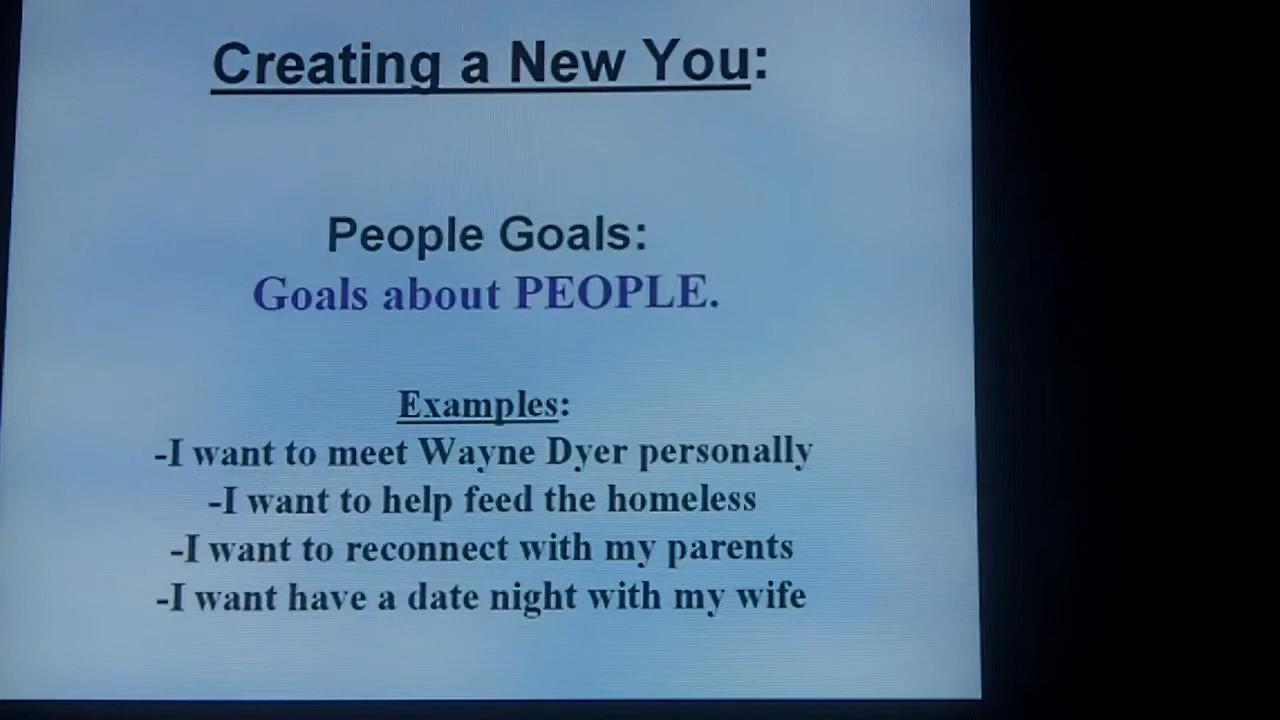 Creating a New You:
People Goals:
Goals about PEOPLE.
Examples:
-I want to meet Wayne Dyer personally
-I want to help feed the homeless
-I want to reconnect with my parents
-I want have a date night with my wife